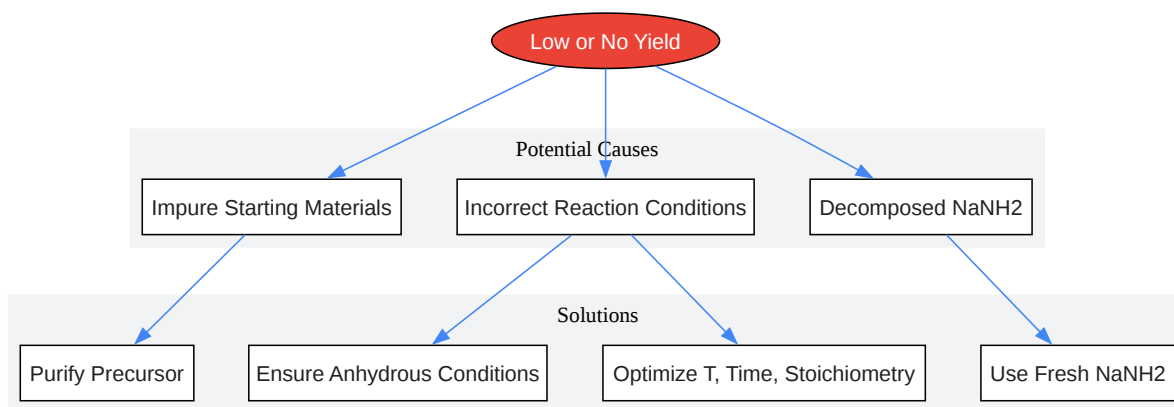 Low or No Yield
Potential Causes
Impure Starting Materials
Incorrect Reaction Conditions
Decomposed NaNH2
Solutions
Purify Precursor
Ensure Anhydrous Conditions
Optimize T, Time, Stoichiometry
Use Fresh NaNH2